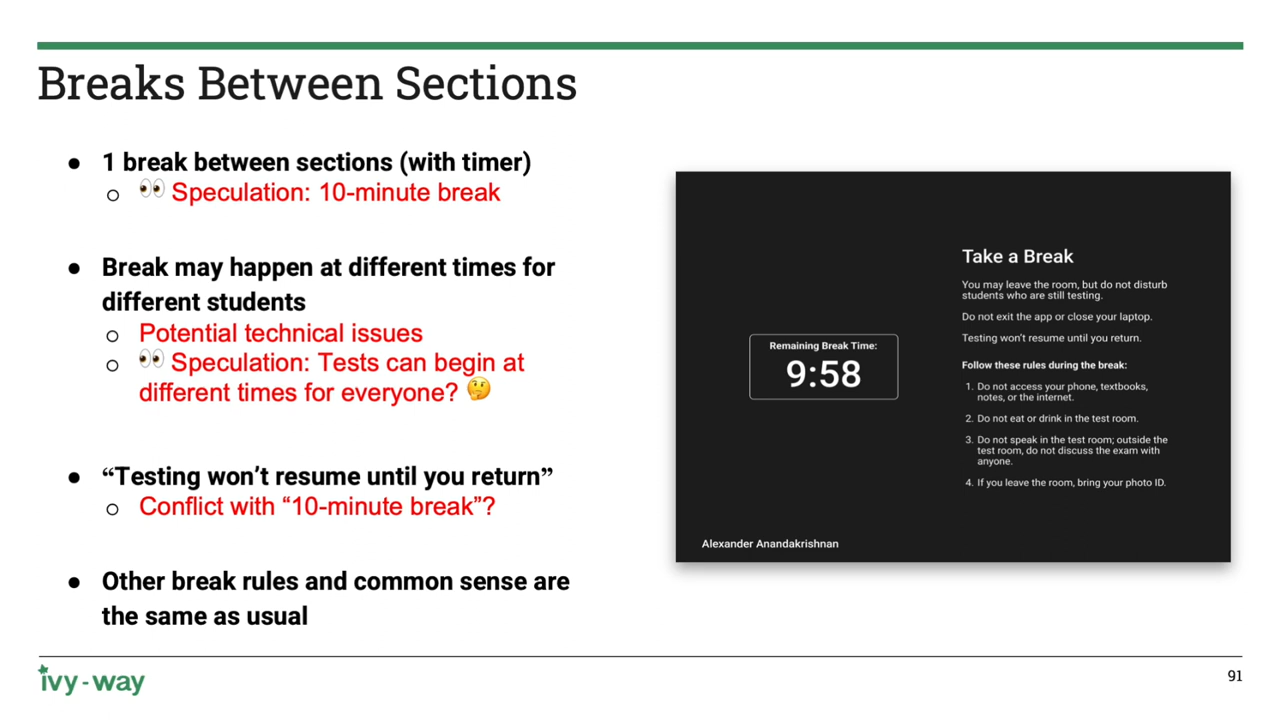 Breaks Between Sections
● 1 break between sections (with timer)
○ 👀 Speculation: 10-minute break
● Break may happen at different times for
different students
○ Potential technical issues
○ 👀 Speculation: Tests can begin at
different times for everyone? 🤔
● “Testing won’t resume until you return”
○ Conflict with “10-minute break”?
● Other break rules and common sense are
the same as usual
Remaining Break Time:
9:58
Take a Break
You may leave the room, but do not disturb
students who are still testing.
Do not exit the app or close your laptop.
Testing won’t resume until you return.
Follow these rules during the break:
1. Do not access your phone, textbooks,
notes, or the internet.
2. Do not eat or drink in the test room.
3. Do not speak in the test room; outside the
test room, do not discuss the exam with
anyone.
4. If you leave the room, bring your photo ID.
Alexander Anandakrishnan
ivy-way
91